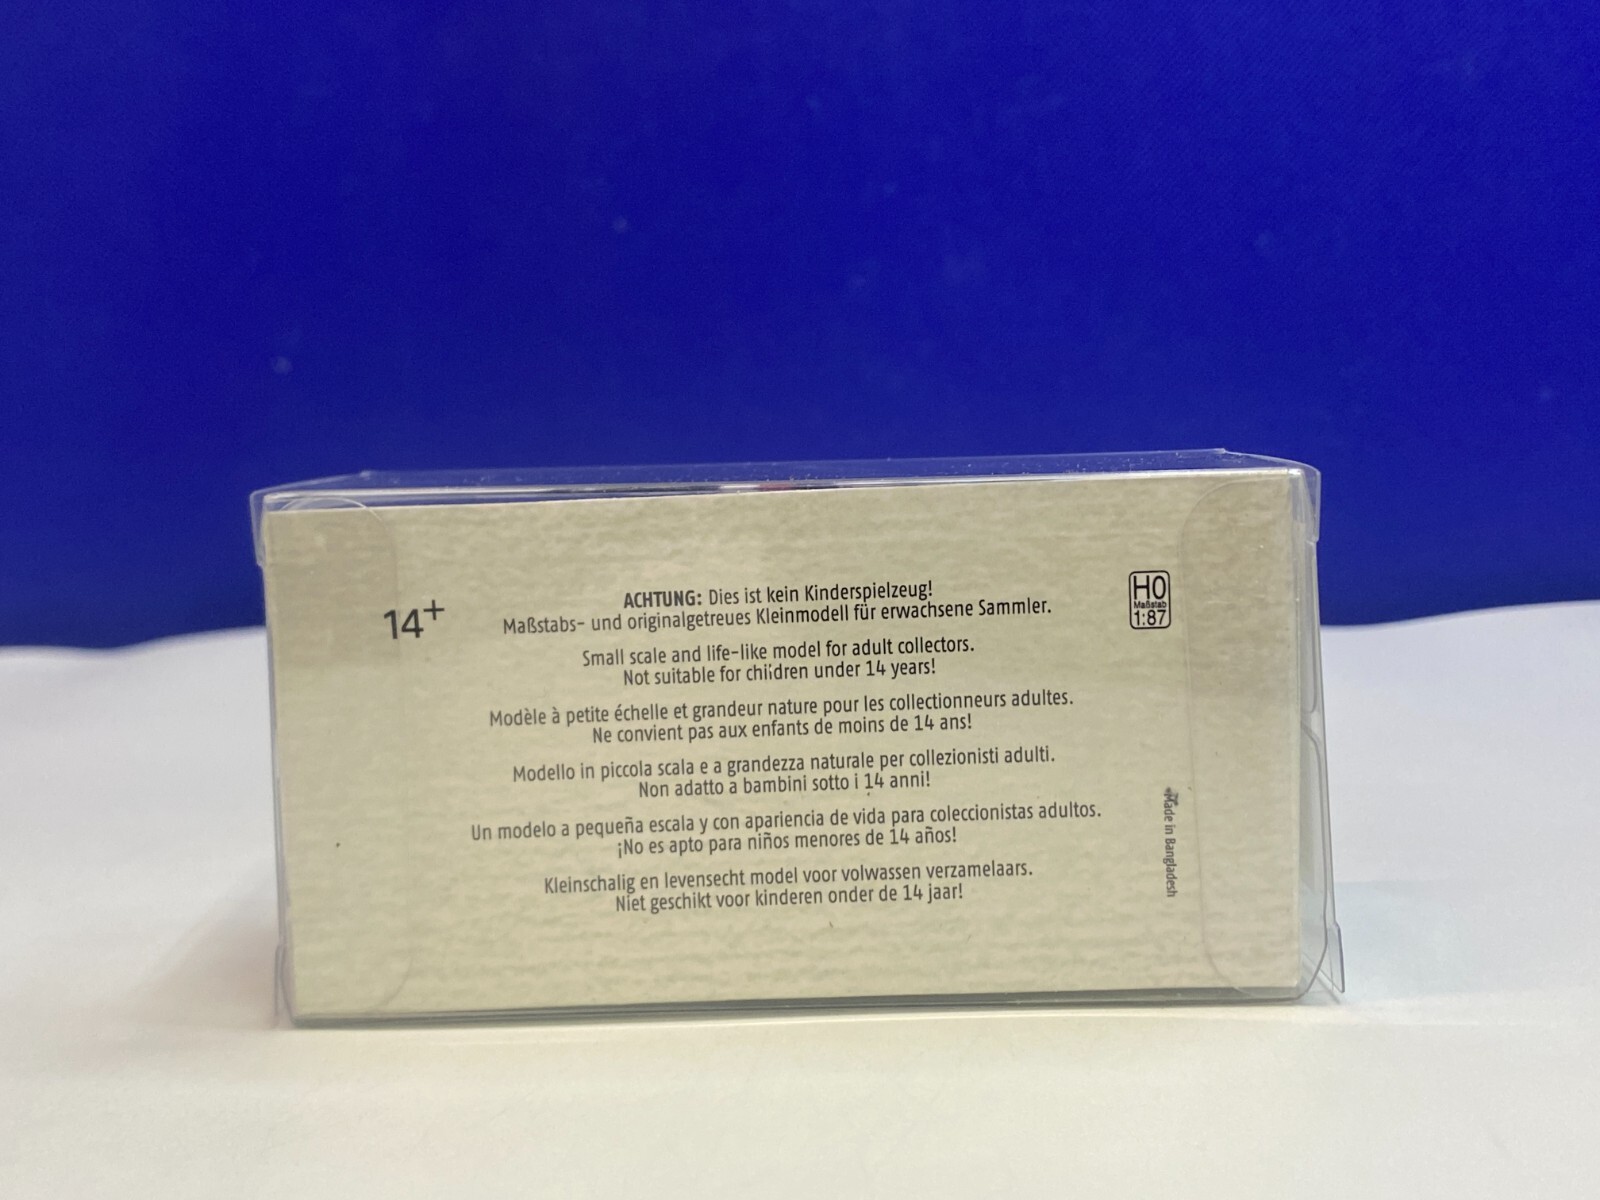 14+
ACHTUNG: Dies ist kein Kinderspielzeug!
Maßstabs- und originalgetreues Kleinmodell für erwachsene Sammler.
Small scale and life-like model for adult collectors.
Not suitable for children under 14 years!
Modèle à petite échelle et grandeur nature pour les collectionneurs adultes.
Ne convient pas aux enfants de moins de 14 ans!
Modello in piccola scala e a grandezza naturale per collezionisti adulti.
Non adatto a bambini sotto i 14 anni!
Un modelo a pequeña escala y con apariencia de vida para coleccionistas adultos.
¡No es apto para niños menores de 14 años!
Kleinschalig en levensecht model voor volwassen verzamelaars.
Niet geschikt voor kinderen onder de 14 jaar!
H0
Maßstab
1:87
Made in Bangladesh